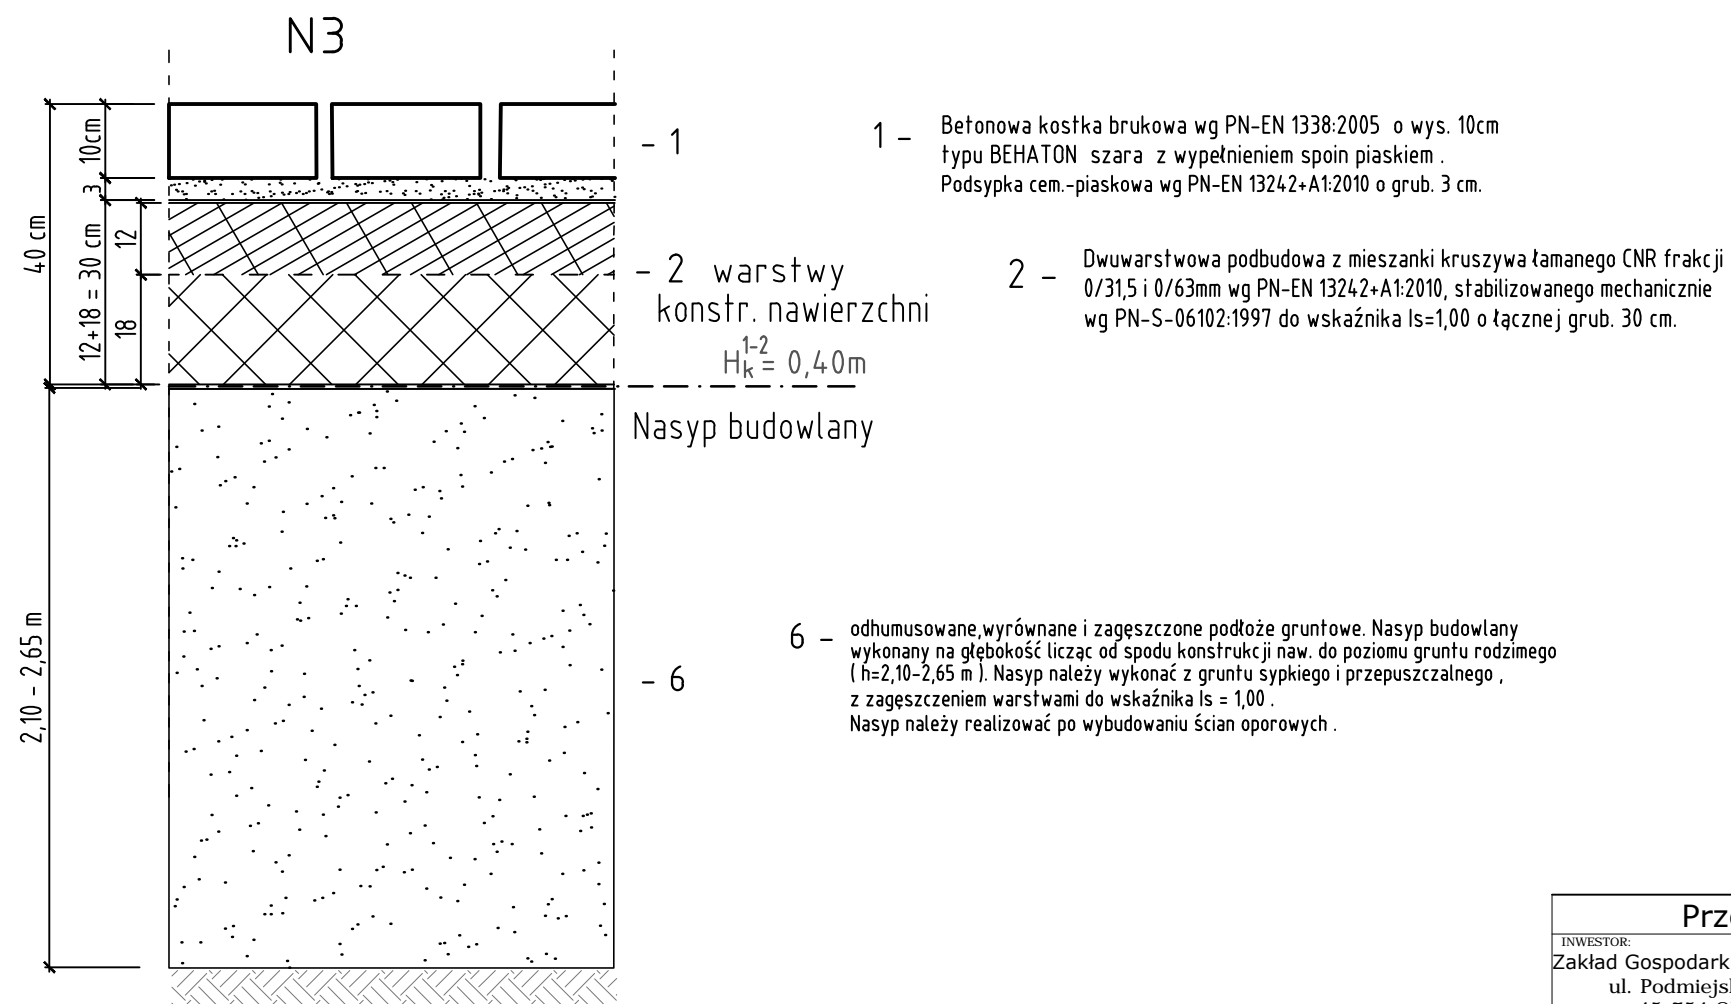 N3
10cm
3
40 cm
12+18 = 30 cm
12
18
2,10 - 2,65 m
- 1
- 2 warstwy
konstr. nawierzchni
Hk1-2= 0,40m
Nasyp budowlany
- 6
1 - Betonowa kostka brukowa wg PN-EN 1338:2005 o wys. 10cm
typu BEHATON szara z wypełnieniem spoin piaskiem .
Podsypka cem.-piaskowa wg PN-EN 13242+A1:2010 o grub. 3 cm.
2 - Dwuwarstwowa podbudowa z mieszanki kruszywa łamanego CNR frakcji
0/31,5 i 0/63mm wg PN-EN 13242+A1:2010, stabilizowanego mechanicznie
wg PN-S-06102:1997 do wskaźnika Is=1,00 o łącznej grub. 30 cm.
6 - odhumusowane,wyrównane i zagęszczone podłoże gruntowe. Nasyp budowlany
wykonany na głębokość licząc od spodu konstrukcji naw. do poziomu gruntu rodzimego
( h=2,10-2,65 m ). Nasyp należy wykonać z gruntu sypkiego i przepuszczalnego ,
z zagęszczeniem warstwami do wskaźnika Is = 1,00 .
Nasyp należy realizować po wybudowaniu ścian oporowych .
INWESTOR:
Zakład Gospodark
ul. Podmiejs